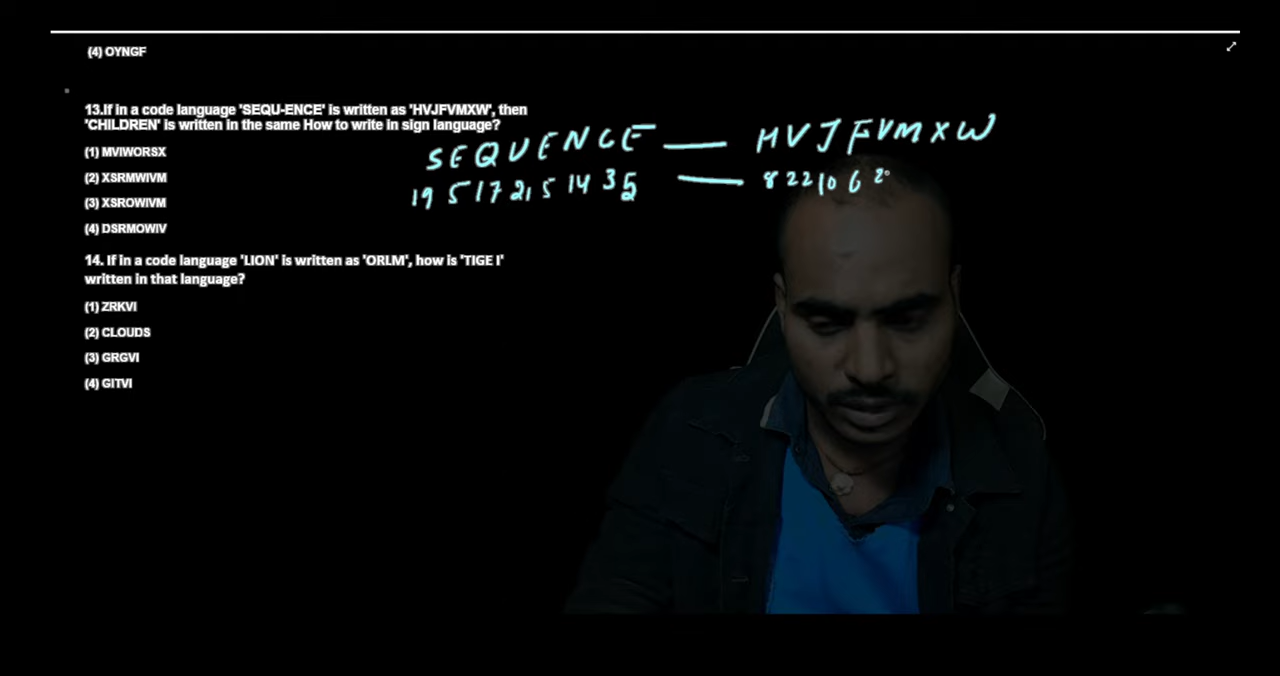 (4) OYNGF
13.If in a code language 'SEQU-ENCE' is written as 'HVJFVMXW', then
'CHILDREN' is written in the same How to write in sign language?
SEQUENCE — HVJFVMXW
(1) MVIWORSX
(2) XSRMWIVM
19 5 17 21 5 14 3 5 — 8 22 10 6 2
(3) XSROWIVM
(4) DSRMOWIV
14. If in a code language 'LION' is written as 'ORLM', how is 'TIGE I'
written in that language?
(1) ZRKVI
(2) CLOUDS
(3) GRGVI
(4) GITVI